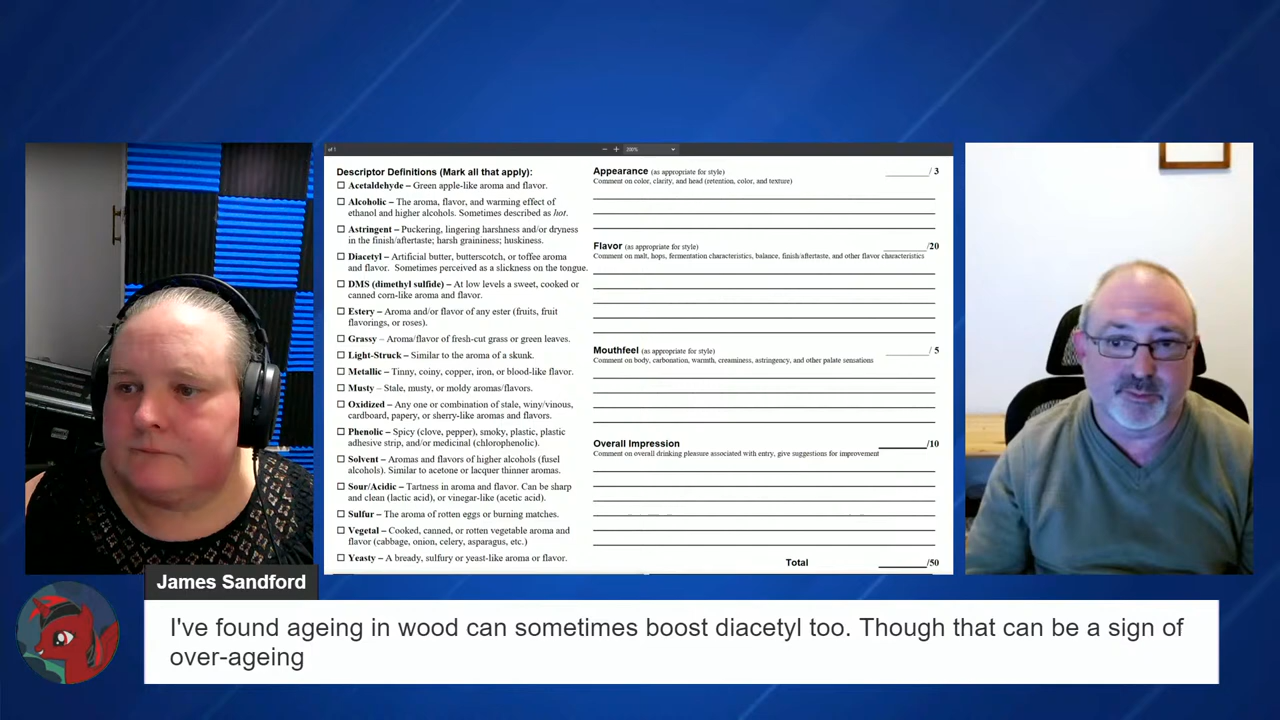 of 1
200%
Descriptor Definitions (Mark all that apply):
☐ Acetaldehyde – Green apple-like aroma and flavor.
☐ Alcoholic – The aroma, flavor, and warming effect of
ethanol and higher alcohols. Sometimes described as hot.
☐ Astringent – Puckering, lingering harshness and/or dryness
in the finish/aftertaste; harsh graininess; huskiness.
☐ Diacetyl – Artificial butter, butterscotch, or toffee aroma
and flavor. Sometimes perceived as a slickness on the tongue.
☐ DMS (dimethyl sulfide) – At low levels a sweet, cooked or
canned corn-like aroma and flavor.
☐ Estery – Aroma and/or flavor of any ester (fruits, fruit
flavorings, or roses).
☐ Grassy – Aroma/flavor of fresh-cut grass or green leaves.
☐ Light-Struck – Similar to the aroma of a skunk.
☐ Metallic – Tinny, coiny, copper, iron, or blood-like flavor.
☐ Musty – Stale, musty, or moldy aromas/flavors.
☐ Oxidized – Any one or combination of stale, winy/vinous,
cardboard, papery, or sherry-like aromas and flavors.
☐ Phenolic – Spicy (clove, pepper), smoky, plastic, plastic
adhesive strip, and/or medicinal (chlorophenolic).
☐ Solvent – Aromas and flavors of higher alcohols (fusel
alcohols). Similar to acetone or lacquer thinner aromas.
☐ Sour/Acidic – Tartness in aroma and flavor. Can be sharp
and clean (lactic acid), or vinegar-like (acetic acid).
☐ Sulfur – The aroma of rotten eggs or burning matches.
☐ Vegetal – Cooked, canned, or rotten vegetable aroma and
flavor (cabbage, onion, celery, asparagus, etc.)
☐ Yeasty – A bready, sulfury or yeast-like aroma or flavor.
Appearance (as appropriate for style) ________/ 3
Comment on color, clarity, and head (retention, color, and texture)
Flavor (as appropriate for style) ________/20
Comment on malt, hops, fermentation characteristics, balance, finish/aftertaste, and other flavor characteristics
Mouthfeel (as appropriate for style) ________/ 5
Comment on body, carbonation, warmth, creaminess, astringency, and other palate sensations
Overall Impression ________/10
Comment on overall drinking pleasure associated with entry, give suggestions for improvement
Total ________/50
James Sandford
I've found ageing in wood can sometimes boost diacetyl too. Though that can be a sign of
over-ageing